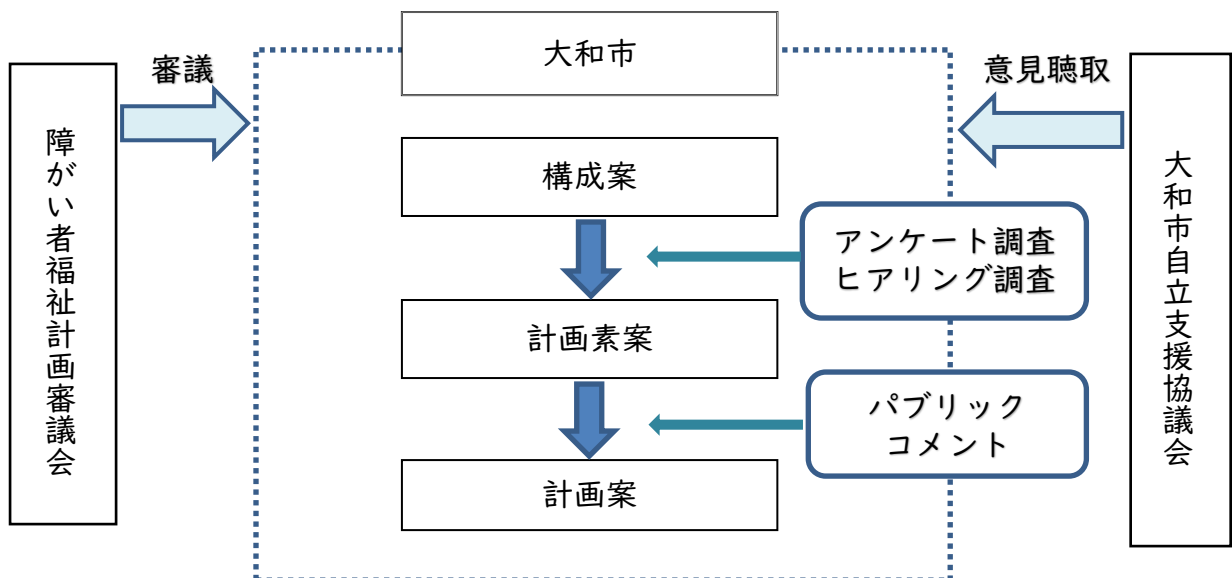 大和市
審議
意見聴取
障がい者福祉計画審議会
構成案
大和市自立支援協議会
アンケート調査
ヒアリング調査
計画素案
パブリック
コメント
計画案